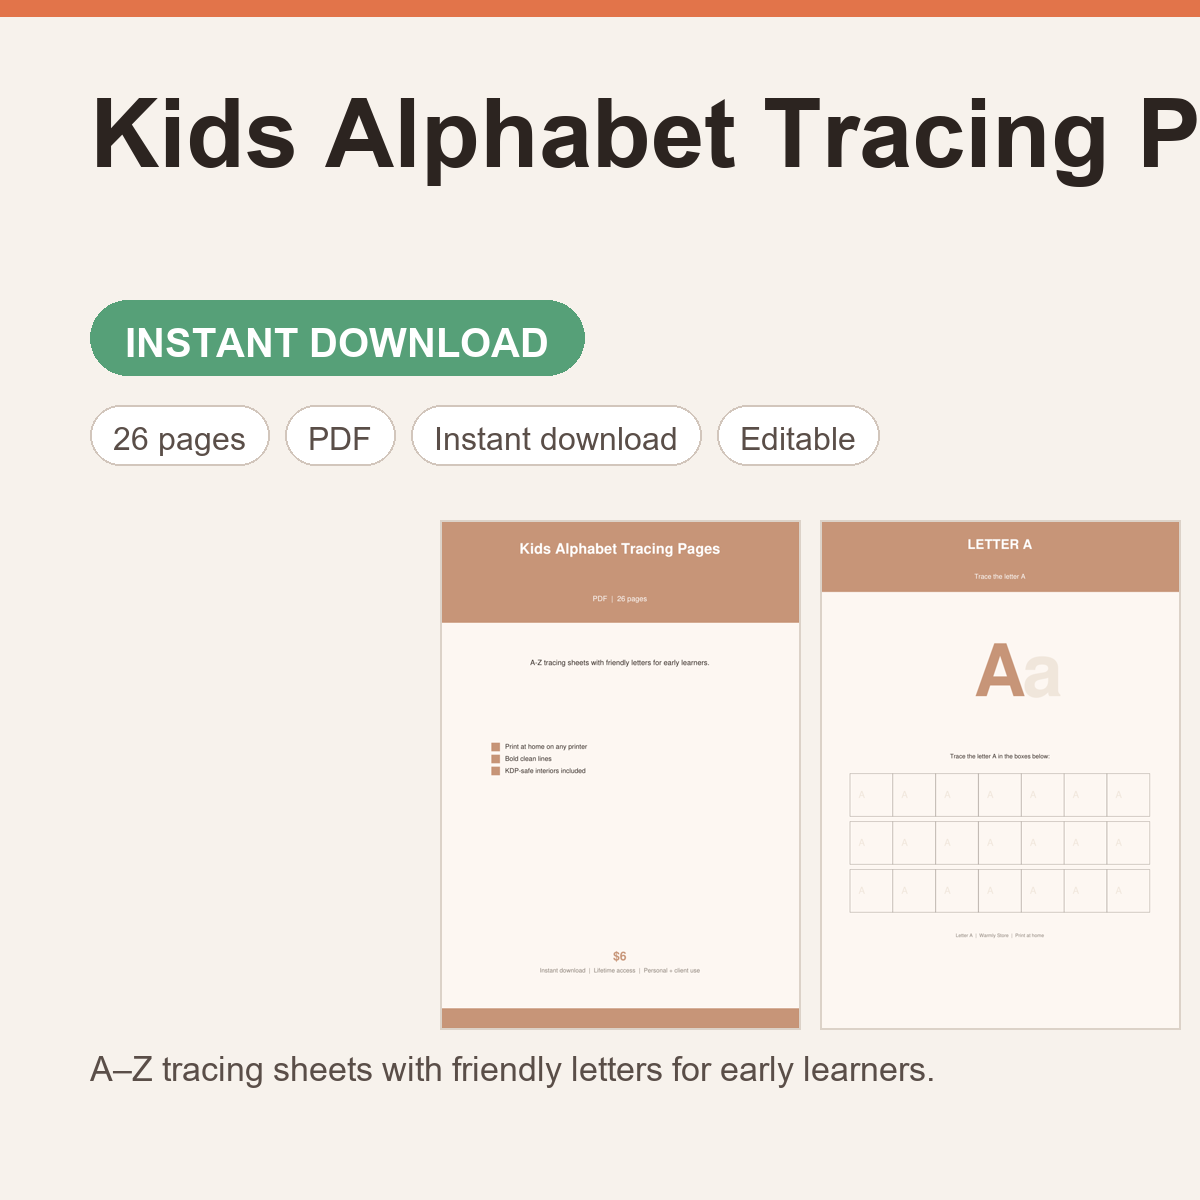 Kids Alphabet Tracing P
INSTANT DOWNLOAD
26 pages
PDF
Instant download
Editable
Kids Alphabet Tracing Pages
PDF | 26 pages
A-Z tracing sheets with friendly letters for early learners.
Print at home on any printer
Bold clean lines
KDP-safe interiors included
$6
Instant download | Lifetime access | Personal + client use
LETTER A
Trace the letter A
Aa
Trace the letter A in the boxes below:
A A A A A A A
A A A A A A A
A A A A A A A
Letter A | Warmly Store | Print at home
A–Z tracing sheets with friendly letters for early learners.